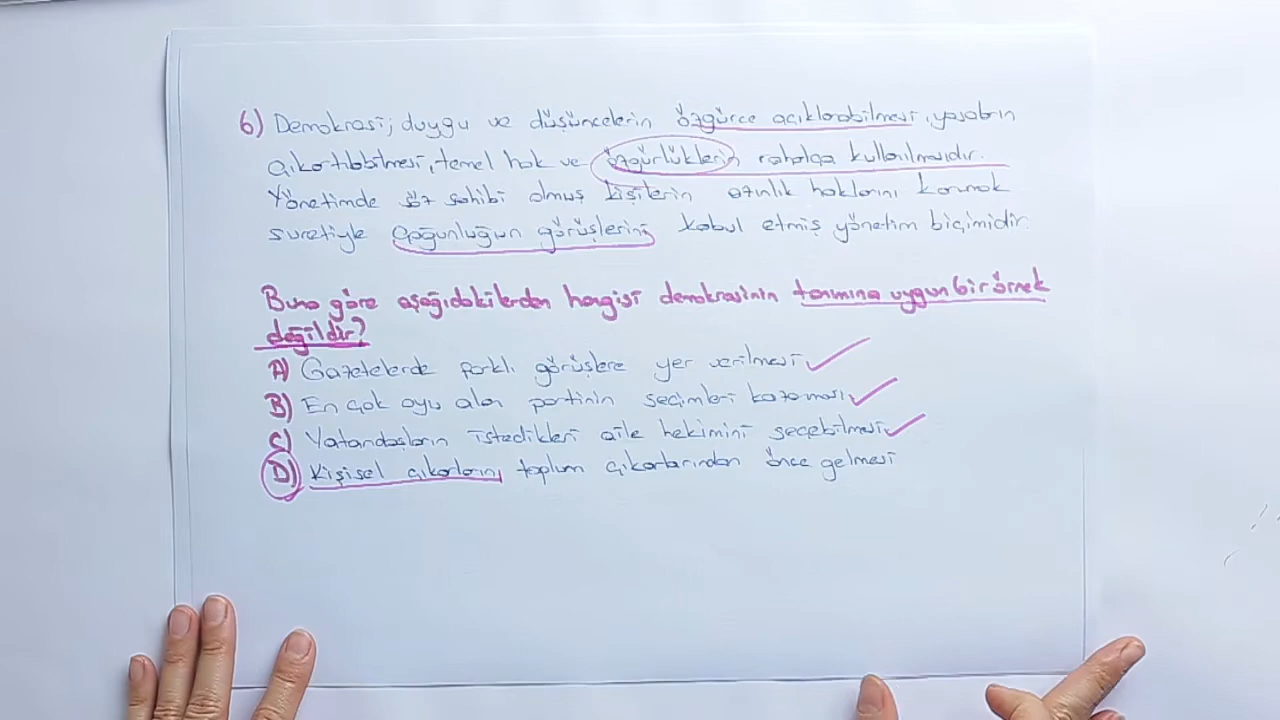 6) Demokrasi; duygu ve düşüncelerin özgürce açıklanabilmesi, yasaların
çıkartılabilmesi, temel hak ve özgürlüklerin rahatça kullanılmasıdır.
Yönetimde söz sahibi olmuş kişilerin azınlık haklarını korumak
suretiyle çoğunluğun görüşlerini kabul etmiş yönetim biçimidir.
Buna göre aşağıdakilerden hangisi demokrasinin tanımına uygun bir örnek
değildir?
A) Gazetelerde farklı görüşlere yer verilmesi
B) En çok oyu alan partinin seçimleri kazanması
C) Vatandaşların istedikleri aile hekimini seçebilmesi
D) Kişisel çıkarların toplum çıkarlarından önce gelmesi